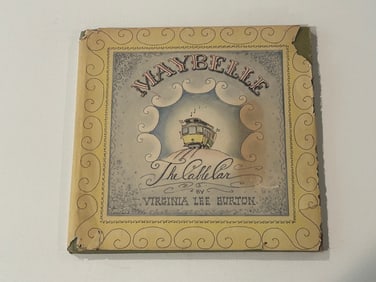 MAYBELLE
The Cable Car
BY
VIRGINIA LEE BURTON